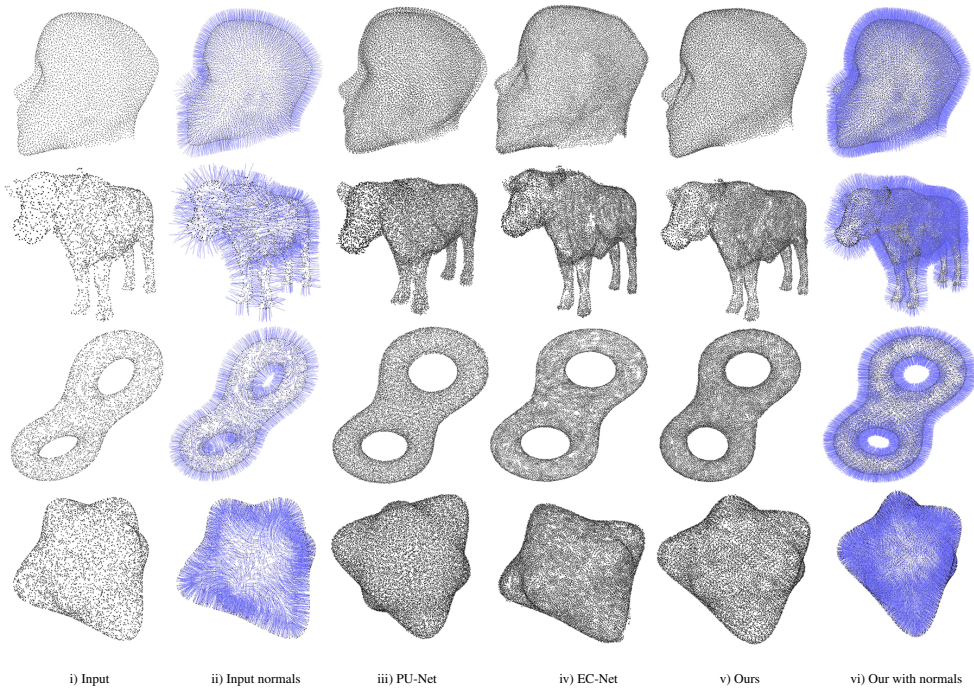 i) Input ii) Input normals iii) PU-Net iv) EC-Net v) Ours vi) Our with normals